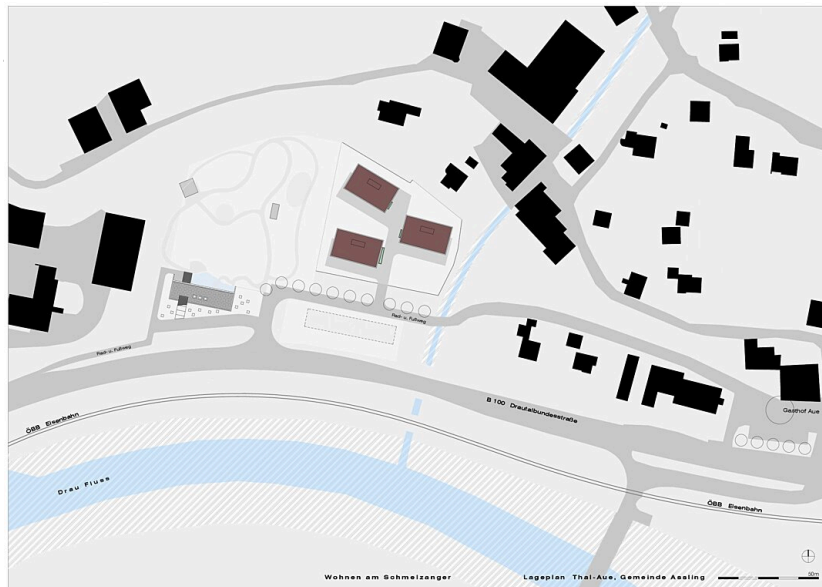 Rad- u. Fußweg
Rad- u. Fußweg
B 100 Drautalbundesstraße
Gasthof Aue
ÖBB Eisenbahn
Drau Fluss
ÖBB Eisenbahn
50m
Wohnen am Schmelzanger
Lageplan Thal-Aue, Gemeinde Assling